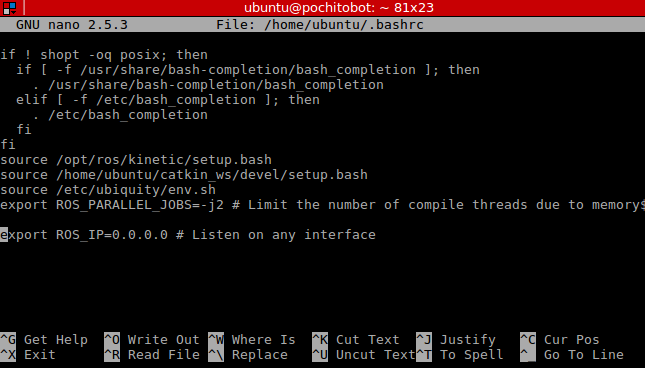 ubuntu@pochitobot: ~ 81x23
GNU nano 2.5.3 File: /home/ubuntu/.bashrc
if ! shopt -oq posix; then
if [ -f /usr/share/bash-completion/bash_completion ]; then
. /usr/share/bash-completion/bash_completion
elif [ -f /etc/bash_completion ]; then
. /etc/bash_completion
fi
fi
source /opt/ros/kinetic/setup.bash
source /home/ubuntu/catkin_ws/devel/setup.bash
source /etc/ubiquity/env.sh
export ROS_PARALLEL_JOBS=-j2 # Limit the number of compile threads due to memory$
export ROS_IP=0.0.0.0 # Listen on any interface
^G Get Help ^O Write Out ^W Where Is ^K Cut Text ^J Justify ^C Cur Pos
^X Exit ^R Read File ^\ Replace ^U Uncut Text ^T To Spell ^_ Go To Line